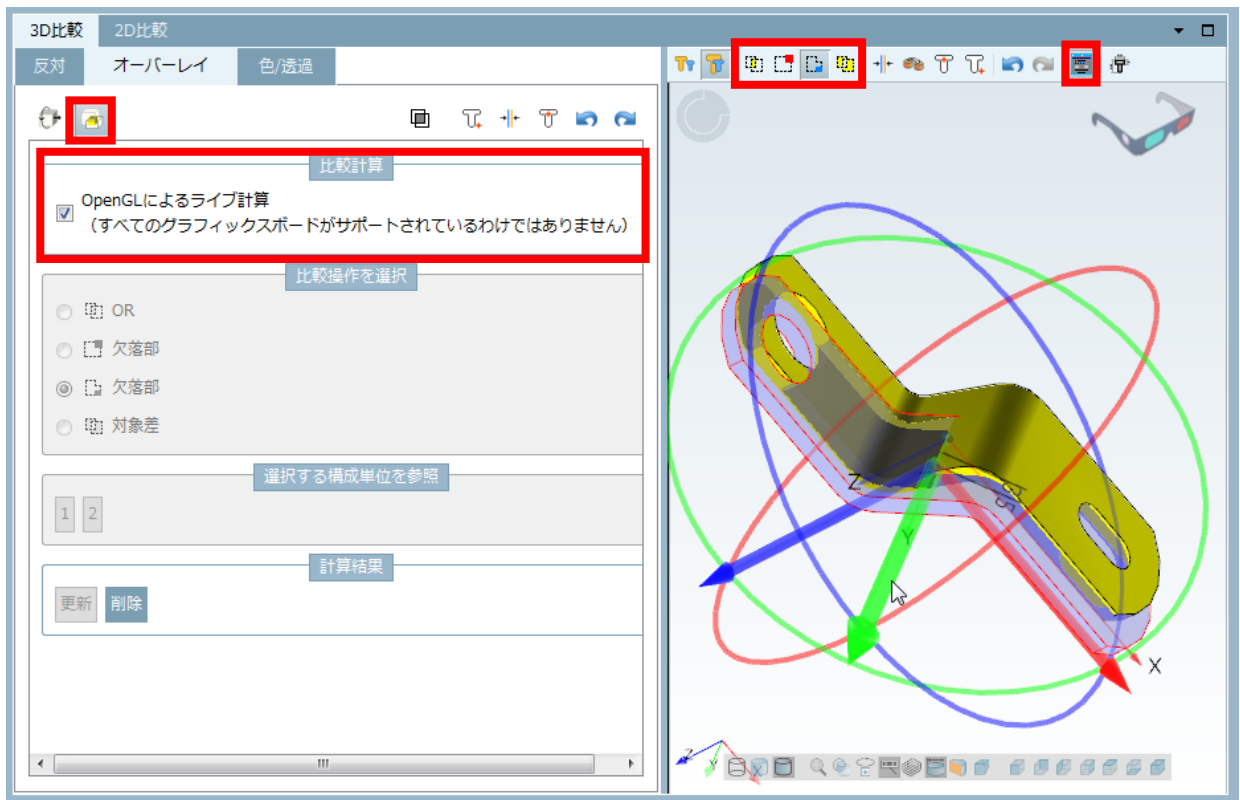 3D比較 2D比較
反対 オーバーレイ 色/透過
比較計算
OpenGLによるライブ計算
（すべてのグラフィックスボードがサポートされているわけではありません）
比較操作を選択
OR
欠落部
欠落部
対象差
選択する構成単位を参照
1 2
計算結果
更新 削除
Z
Y
X
Z
Y
X